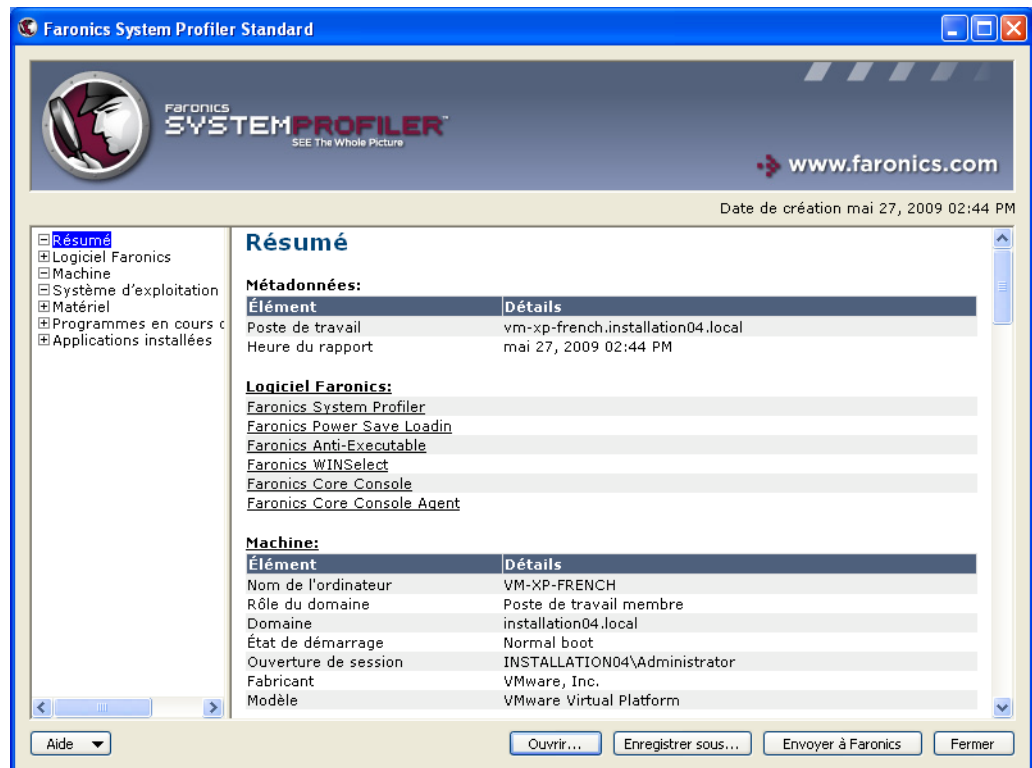 Faronics System Profiler Standard
Faronics
SYSTEMPROFILER™
SEE The Whole Picture
www.faronics.com
Date de création mai 27, 2009 02:44 PM
Résumé
Logiciel Faronics
Machine
Système d'exploitation
Matériel
Programmes en cours d
Applications installées
Résumé
Métadonnées:
Élément Détails
Poste de travail vm-xp-french.installation04.local
Heure du rapport mai 27, 2009 02:44 PM
Logiciel Faronics:
Faronics System Profiler
Faronics Power Save Loadin
Faronics Anti-Executable
Faronics WINSelect
Faronics Core Console
Faronics Core Console Agent
Machine:
Élément Détails
Nom de l'ordinateur VM-XP-FRENCH
Rôle du domaine Poste de travail membre
Domaine installation04.local
État de démarrage Normal boot
Ouverture de session INSTALLATION04\Administrator
Fabricant VMware, Inc.
Modèle VMware Virtual Platform
Aide Ouvrir... Enregistrer sous... Envoyer à Faronics Fermer